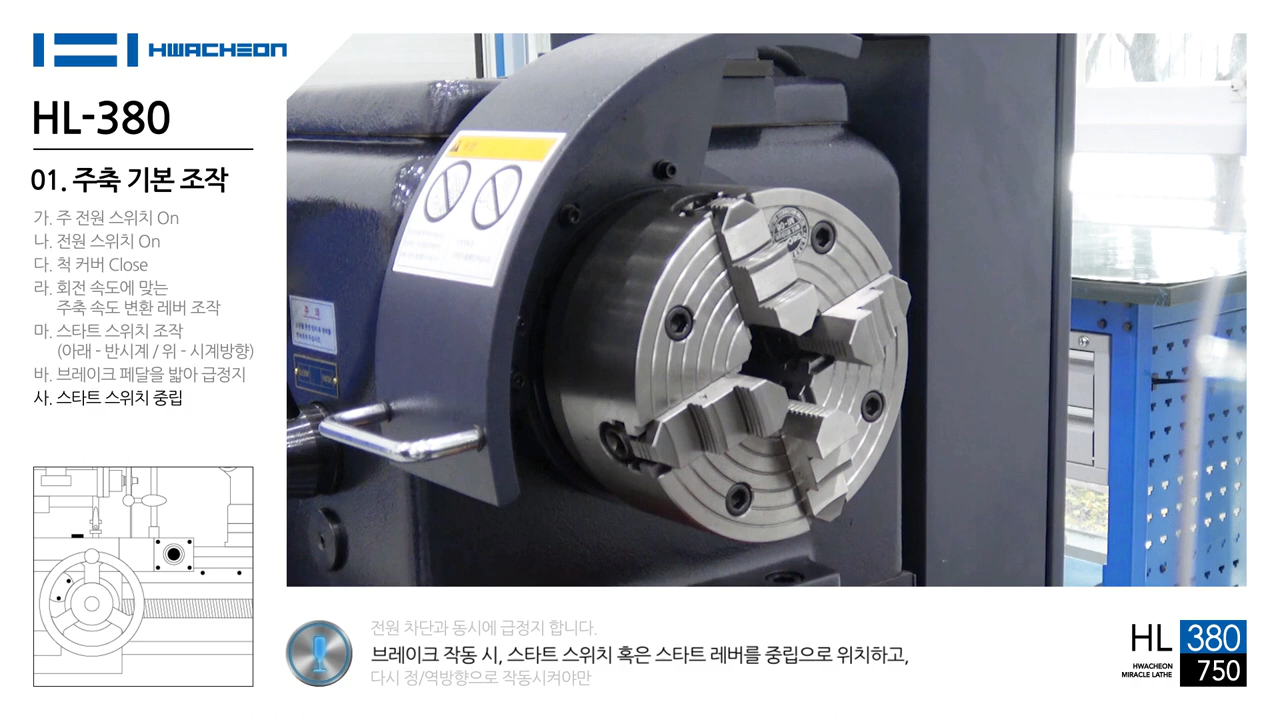 HWACHEON
HL-380
01. 주축 기본 조작
가. 주 전원 스위치 On
나. 전원 스위치 On
다. 척 커버 Close
라. 회전 속도에 맞는
주축 속도 변환 레버 조작
마. 스타트 스위치 조작
(아래 - 반시계 / 위 - 시계방향)
바. 브레이크 페달을 밟아 급정지
사. 스타트 스위치 중립
주 의
전원 차단과 동시에 급정지 합니다.
브레이크 작동 시, 스타트 스위치 혹은 스타트 레버를 중립으로 위치하고,
다시 정/역방향으로 작동시켜야만
HL 380
HWACHEON
MIRACLE LATHE
750